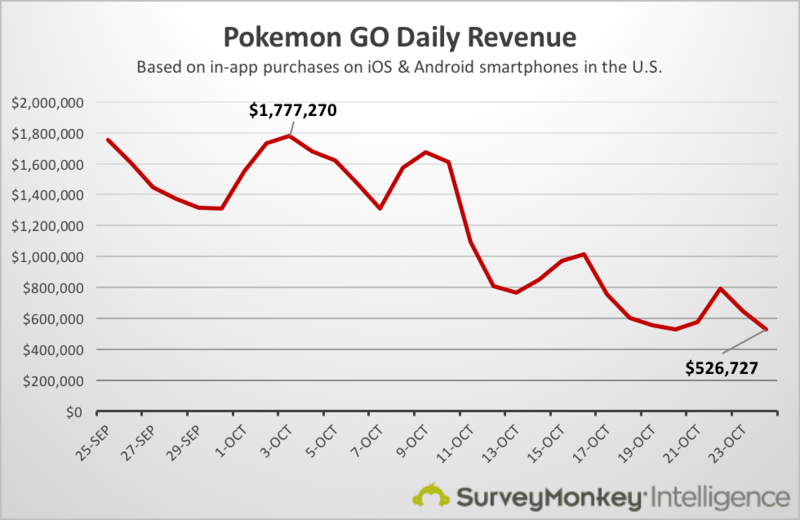 Pokemon GO Daily Revenue
Based on in-app purchases on iOS & Android smartphones in the U.S.
$2,000,000
$1,777,270
$1,800,000
$1,600,000
$1,400,000
$1,200,000
$1,000,000
$800,000
$600,000
$400,000
$526,727
$200,000
$0
25-SEP
27-SEP
29-SEP
1-OCT
3-OCT
5-OCT
7-OCT
9-OCT
11-OCT
13-OCT
15-OCT
17-OCT
19-OCT
21-OCT
23-OCT
SurveyMonkey Intelligence